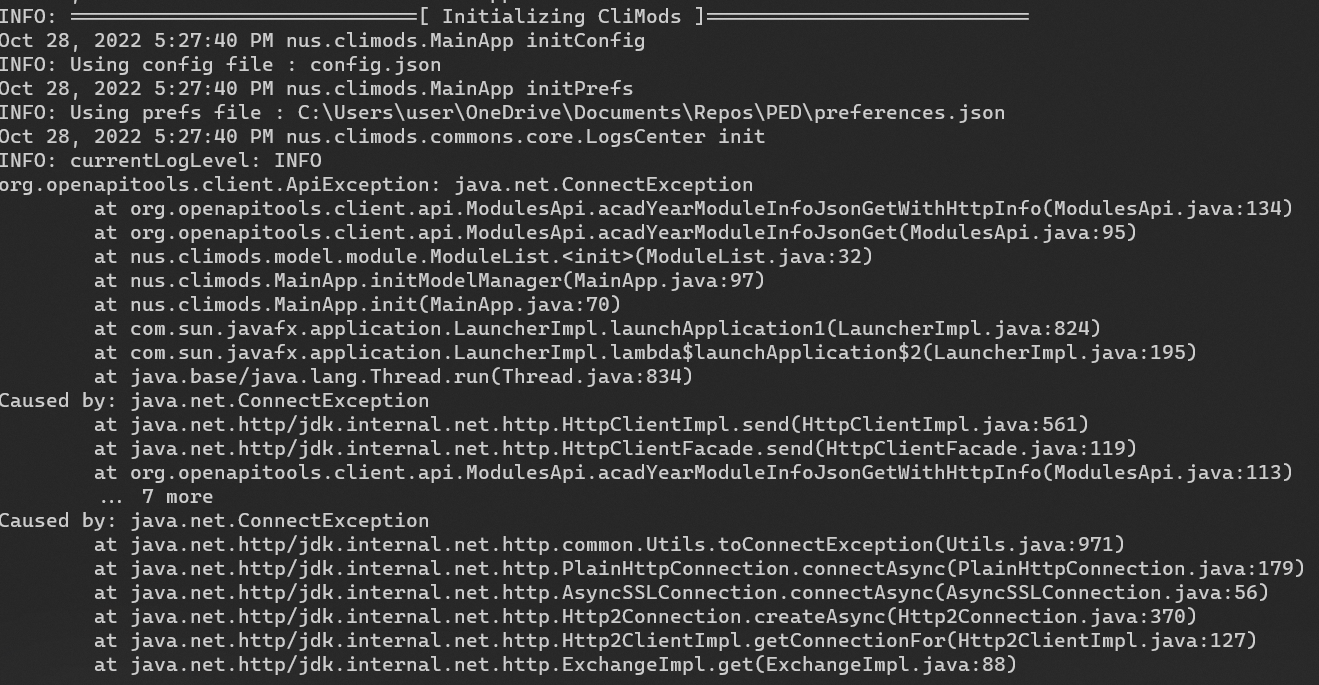 INFO: ═════════════════════════════[ Initializing CliMods ]═══════════════════════════
Oct 28, 2022 5:27:40 PM nus.climods.MainApp initConfig
INFO: Using config file : config.json
Oct 28, 2022 5:27:40 PM nus.climods.MainApp initPrefs
INFO: Using prefs file : C:\Users\user\OneDrive\Documents\Repos\PED\preferences.json
Oct 28, 2022 5:27:40 PM nus.climods.commons.core.LogsCenter init
INFO: currentLogLevel: INFO
org.openapitools.client.ApiException: java.net.ConnectException
        at org.openapitools.client.api.ModulesApi.acadYearModuleInfoJsonGetWithHttpInfo(ModulesApi.java:134)
        at org.openapitools.client.api.ModulesApi.acadYearModuleInfoJsonGet(ModulesApi.java:95)
        at nus.climods.model.module.ModuleList.<init>(ModuleList.java:32)
        at nus.climods.MainApp.initModelManager(MainApp.java:97)
        at nus.climods.MainApp.init(MainApp.java:70)
        at com.sun.javafx.application.LauncherImpl.launchApplication1(LauncherImpl.java:824)
        at com.sun.javafx.application.LauncherImpl.lambda$launchApplication$2(LauncherImpl.java:195)
        at java.base/java.lang.Thread.run(Thread.java:834)
Caused by: java.net.ConnectException
        at java.net.http/jdk.internal.net.http.HttpClientImpl.send(HttpClientImpl.java:561)
        at java.net.http/jdk.internal.net.http.HttpClientFacade.send(HttpClientFacade.java:119)
        at org.openapitools.client.api.ModulesApi.acadYearModuleInfoJsonGetWithHttpInfo(ModulesApi.java:113)
        ... 7 more
Caused by: java.net.ConnectException
        at java.net.http/jdk.internal.net.http.common.Utils.toConnectException(Utils.java:971)
        at java.net.http/jdk.internal.net.http.PlainHttpConnection.connectAsync(PlainHttpConnection.java:179)
        at java.net.http/jdk.internal.net.http.AsyncSSLConnection.connectAsync(AsyncSSLConnection.java:56)
        at java.net.http/jdk.internal.net.http.Http2Connection.createAsync(Http2Connection.java:370)
        at java.net.http/jdk.internal.net.http.Http2ClientImpl.getConnectionFor(Http2ClientImpl.java:127)
        at java.net.http/jdk.internal.net.http.ExchangeImpl.get(ExchangeImpl.java:88)